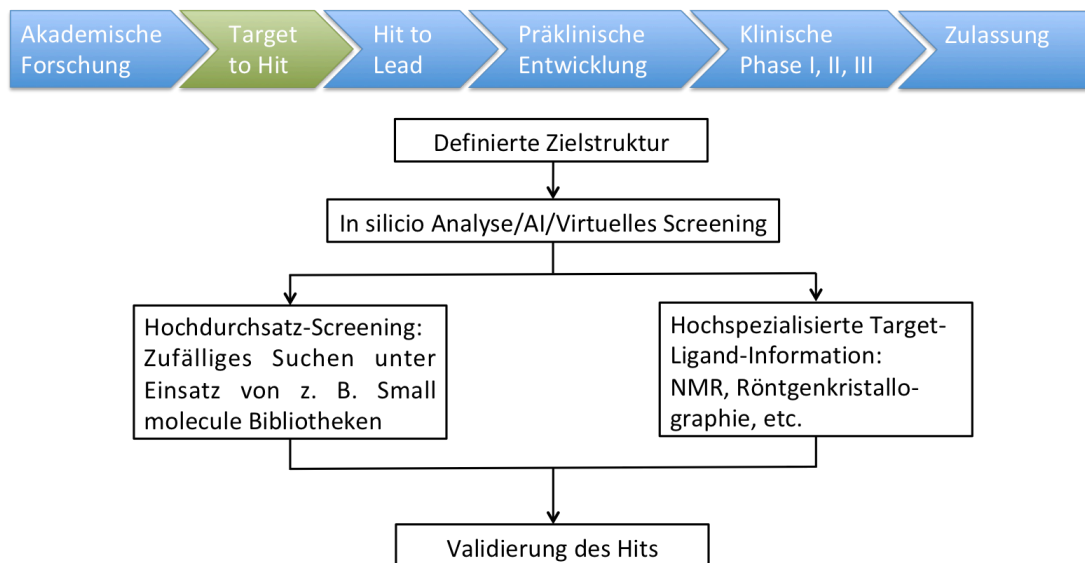 Akademische
Forschung
Target
to Hit
Hit to
Lead
Präklinische
Entwicklung
Klinische
Phase I, II, III
Zulassung
Definierte Zielstruktur
In silicio Analyse/AI/Virtuelles Screening
Hochdurchsatz-Screening:
Zufälliges Suchen unter
Einsatz von z. B. Small
molecule Bibliotheken
Hochspezialisierte Target-
Ligand-Information:
NMR, Röntgenkristallo-
graphie, etc.
Validierung des Hits